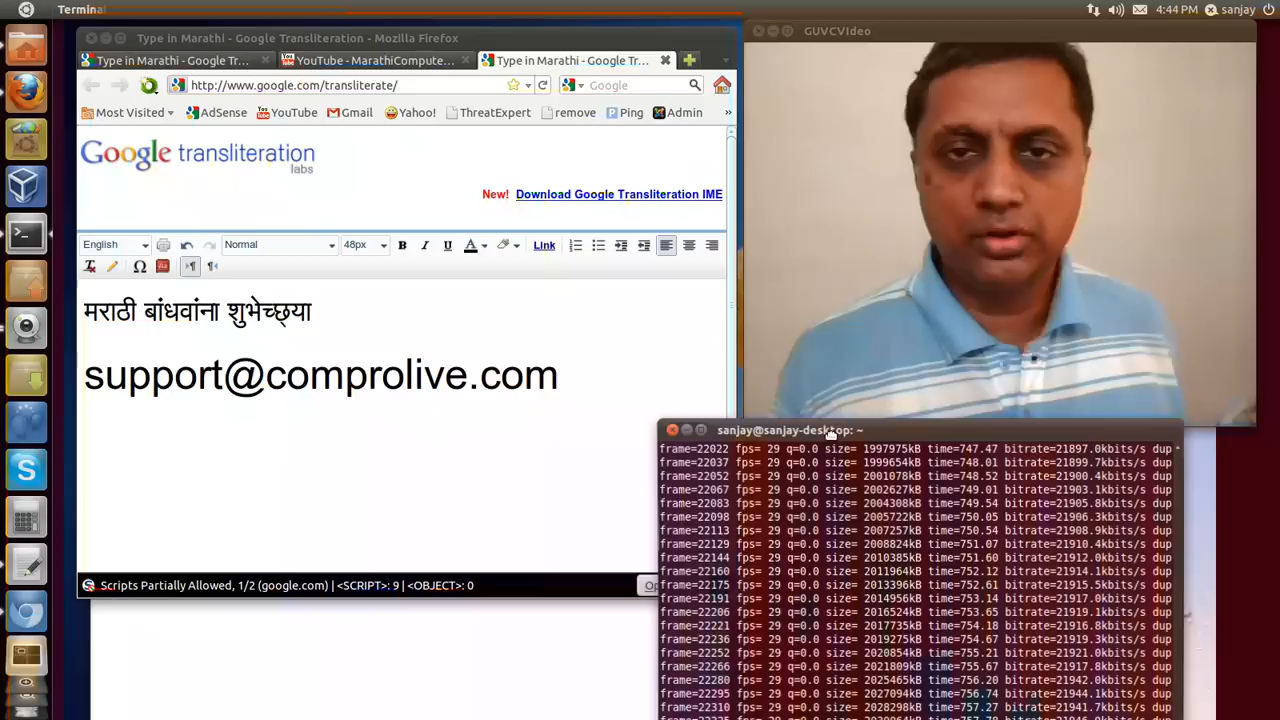 Terminal
4:44 PM sanjay
Type in Marathi - Google Transliteration - Mozilla Firefox
GUVCVideo
Type in Marathi - Google Tr...
YouTube - MarathiCompute...
Type in Marathi - Google Tr...
http://www.google.com/transliterate/
Google
Most Visited AdSense YouTube Gmail Yahoo! ThreatExpert remove Ping Admin »
Google transliteration
labs
New! Download Google Transliteration IME
English Normal 48px B I U A Link
मराठी बांधवांना शुभेच्छ्या
support@comprolive.com
Scripts Partially Allowed, 1/2 (google.com) | <SCRIPT>: 9 | <OBJECT>: 0
sanjay@sanjay-desktop: ~
frame=22022 fps= 29 q=0.0 size= 1997975kB time=747.47 bitrate=21897.0kbits/s dup
frame=22037 fps= 29 q=0.0 size= 1999654kB time=748.01 bitrate=21899.7kbits/s dup
frame=22052 fps= 29 q=0.0 size= 2001078kB time=748.52 bitrate=21900.4kbits/s dup
frame=22067 fps= 29 q=0.0 size= 2002627kB time=749.01 bitrate=21903.1kbits/s dup
frame=22083 fps= 29 q=0.0 size= 2004308kB time=749.54 bitrate=21905.8kbits/s dup
frame=22098 fps= 29 q=0.0 size= 2005722kB time=750.05 bitrate=21906.3kbits/s dup
frame=22113 fps= 29 q=0.0 size= 2007257kB time=750.54 bitrate=21908.9kbits/s dup
frame=22129 fps= 29 q=0.0 size= 2008824kB time=751.07 bitrate=21910.4kbits/s dup
frame=22144 fps= 29 q=0.0 size= 2010385kB time=751.60 bitrate=21912.0kbits/s dup
frame=22160 fps= 29 q=0.0 size= 2011964kB time=752.12 bitrate=21914.1kbits/s dup
frame=22175 fps= 29 q=0.0 size= 2013396kB time=752.61 bitrate=21915.5kbits/s dup
frame=22191 fps= 29 q=0.0 size= 2014956kB time=753.14 bitrate=21917.0kbits/s dup
frame=22206 fps= 29 q=0.0 size= 2016524kB time=753.65 bitrate=21919.1kbits/s dup
frame=22221 fps= 29 q=0.0 size= 2017735kB time=754.18 bitrate=21916.8kbits/s dup
frame=22236 fps= 29 q=0.0 size= 2019275kB time=754.67 bitrate=21919.3kbits/s dup
frame=22252 fps= 29 q=0.0 size= 2020854kB time=755.21 bitrate=21921.0kbits/s dup
frame=22266 fps= 29 q=0.0 size= 2021809kB time=755.67 bitrate=21917.8kbits/s dup
frame=22280 fps= 29 q=0.0 size= 2025465kB time=756.20 bitrate=21942.0kbits/s dup
frame=22295 fps= 29 q=0.0 size= 2027094kB time=756.74 bitrate=21944.1kbits/s dup
frame=22310 fps= 29 q=0.0 size= 2028298kB time=757.27 bitrate=21941.7kbits/s dup